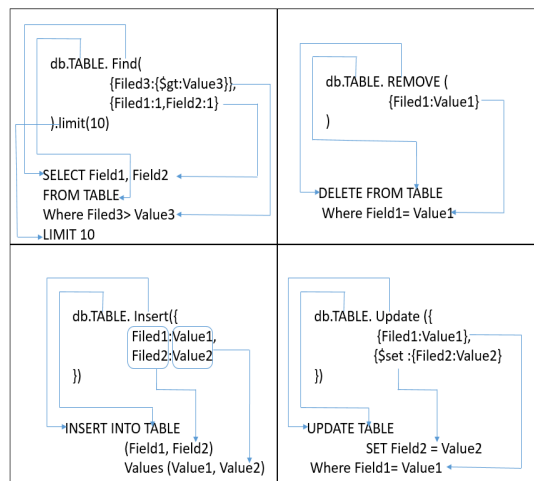 db.TABLE. Find(
{Filed3:{$gt:Value3}},
{Filed1:1,Field2:1}
).limit(10)
SELECT Field1, Field2
FROM TABLE
Where Filed3> Value3
LIMIT 10
db.TABLE. REMOVE (
{Filed1:Value1}
)
DELETE FROM TABLE
Where Field1= Value1
db.TABLE. Insert({
Filed1:Value1,
Filed2:Value2
})
INSERT INTO TABLE
(Field1, Field2)
Values (Value1, Value2)
db.TABLE. Update ({
{Filed1:Value1},
{$set :{Filed2:Value2}
})
UPDATE TABLE
SET Field2 = Value2
Where Field1= Value1